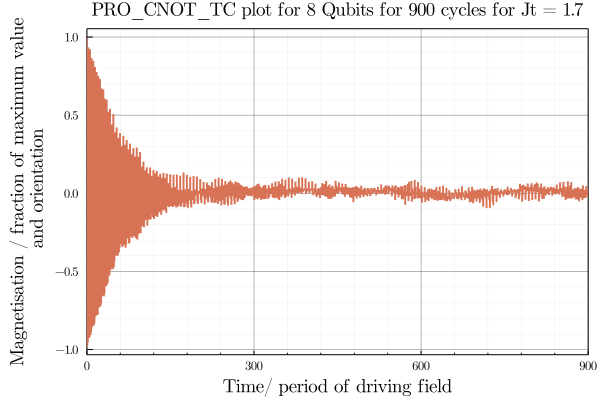 PRO_CNOT_TC plot for 8 Qubits for 900 cycles for Jt = 1.7
Magnetisation / fraction of maximum value
and orientation
1.0
0.5
0.0
−0.5
−1.0
0
300
600
900
Time/ period of driving field